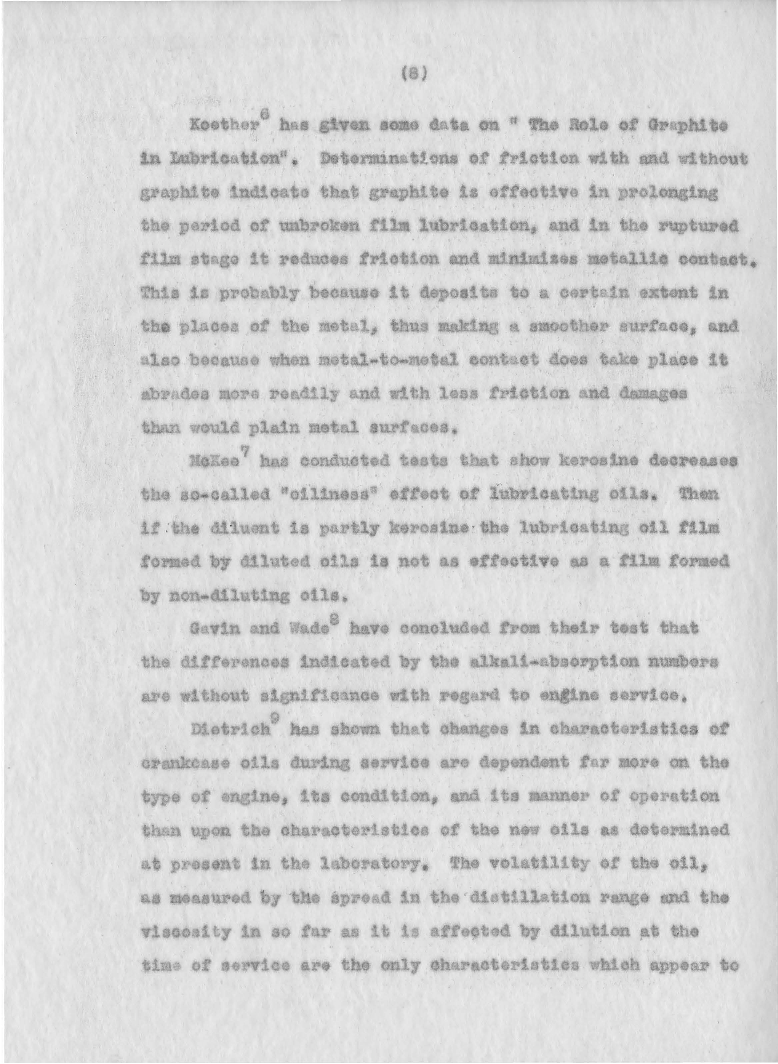 (8)
Koether6 has given some data on " The Role of Graphite
in Lubrication". Determinations of friction with and without
graphite indicate that graphite is effective in prolonging
the period of unbroken film lubrication, and in the ruptured
film stage it reduces friction and minimizes metallic contact.
This is probably because it deposits to a certain extent in
the places of the metal, thus making a smoother surface, and
also because when metal-to-metal contact does take place it
abrades more readily and with less friction and damages
than would plain metal surfaces.
McKee7 has conducted tests that show kerosine decreases
the so-called "oiliness" effect of lubricating oils. Then
if the diluent is partly kerosine the lubricating oil film
formed by diluted oils is not as effective as a film formed
by non-diluting oils.
Gavin and Wade8 have concluded from their test that
the differences indicated by the alkali-absorption numbers
are without significance with regard to engine service.
Dietrich9 has shown that changes in characteristics of
crankcase oils during service are dependent far more on the
type of engine, its condition, and its manner of operation
than upon the characteristics of the new oils as determined
at present in the laboratory. The volatility of the oil,
as measured by the spread in the distillation range and the
viscosity in so far as it is affected by dilution at the
time of service are the only characteristics which appear to